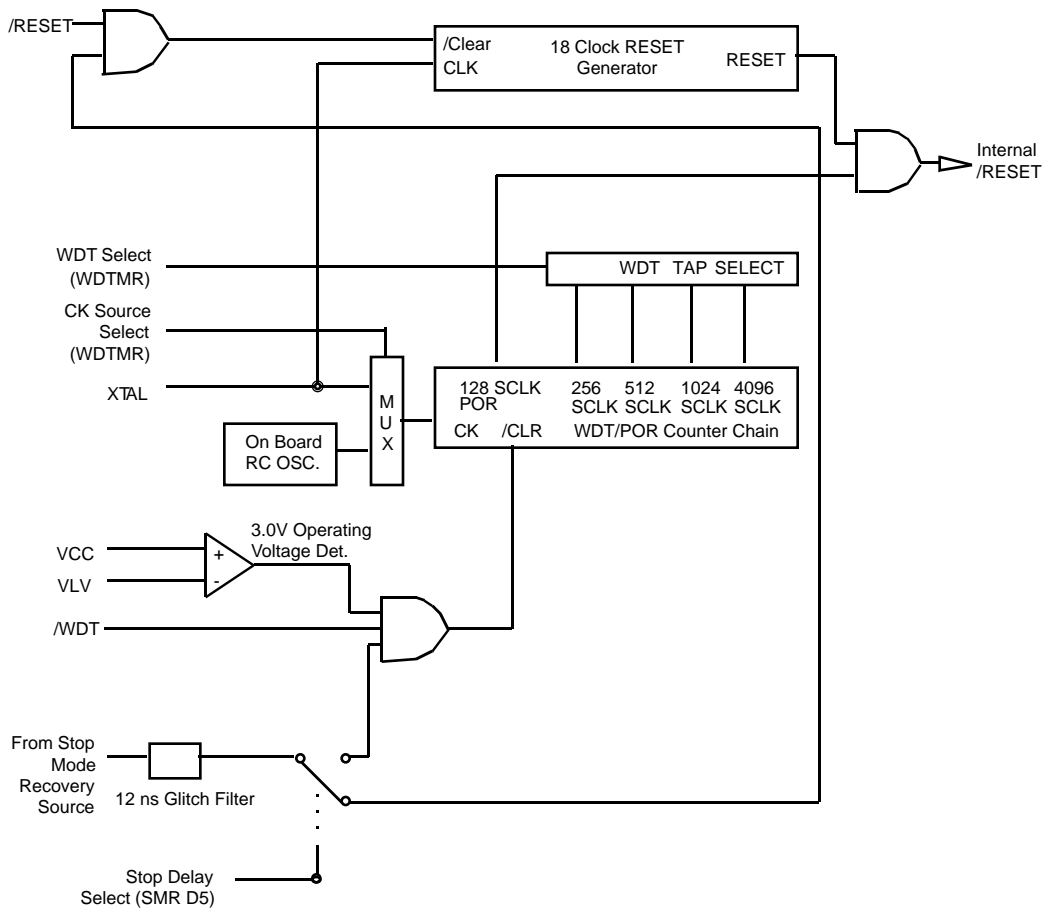 /RESET
/Clear
CLK
18 Clock RESET
Generator
RESET
Internal
/RESET
WDT Select
(WDTMR)
WDT TAP SELECT
CK Source
Select
(WDTMR)
XTAL
M
U
X
On Board
RC OSC.
128 SCLK
POR
256
SCLK
512
SCLK
1024
SCLK
4096
SCLK
CK
/CLR
WDT/POR Counter Chain
3.0V Operating
Voltage Det.
VCC
+
VLV
-
/WDT
From Stop
Mode
Recovery
Source
12 ns Glitch Filter
Stop Delay
Select (SMR D5)